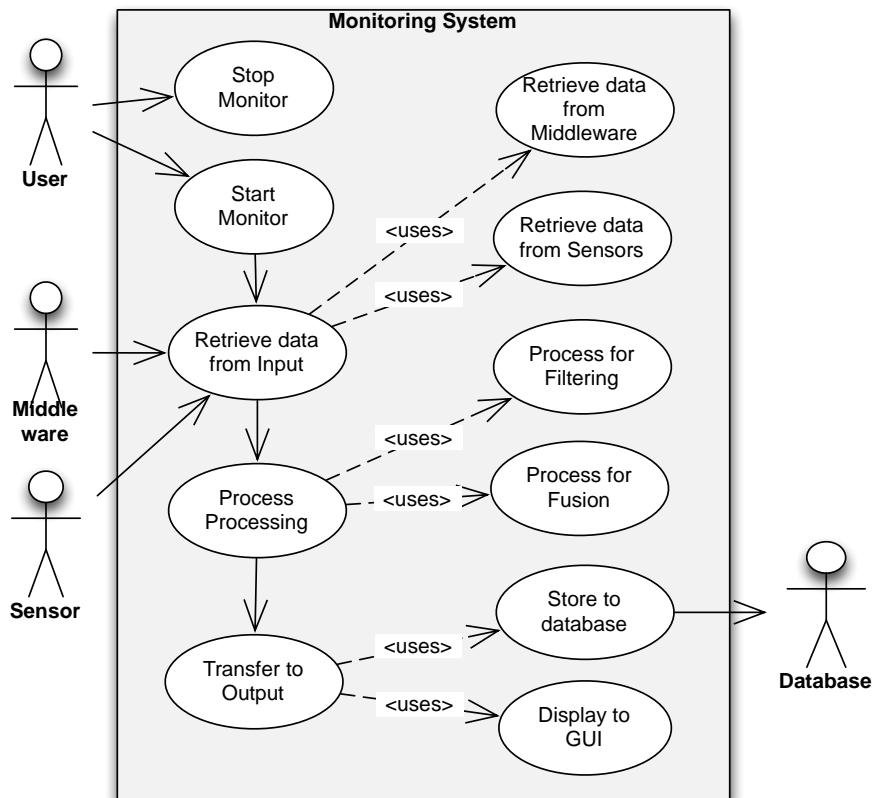 Monitoring System
Stop
Monitor
Retrieve data
from
Middleware
User
Start
Monitor
<uses>
Retrieve data
from Sensors
<uses>
Retrieve data
from Input
Middle
ware
Process for
Filtering
<uses>
Process
Processing
<uses>
Process for
Fusion
Sensor
Store to
database
<uses>
Transfer to
Output
Database
<uses>
Display to
GUI